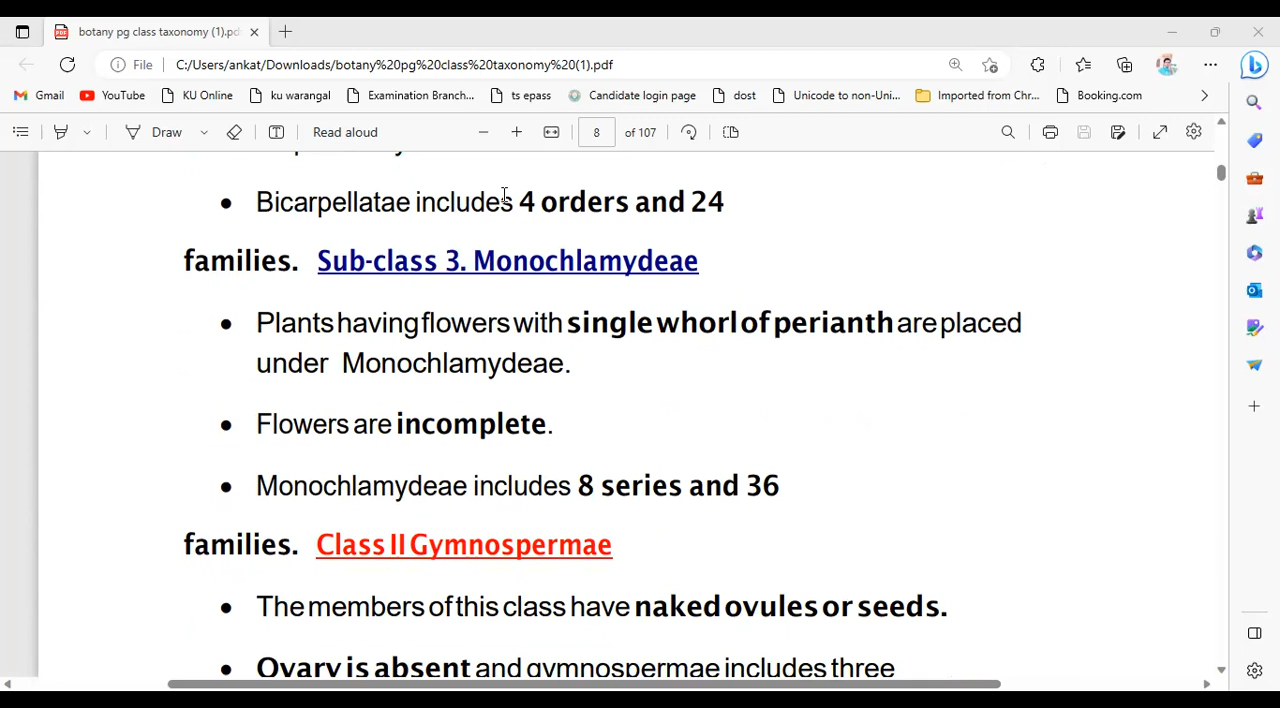 botany pg class taxonomy (1).pd
File C:/Users/ankat/Downloads/botany%20pg%20class%20taxonomy%20(1).pdf
Gmail YouTube KU Online ku warangal Examination Branch... ts epass Candidate login page dost Unicode to non-Uni... Imported from Chr... Booking.com
Draw Read aloud 8 of 107
• Bicarpellatae includes 4 orders and 24
families. Sub-class 3. Monochlamydeae
• Plants having flowers with single whorl of perianth are placed
under Monochlamydeae.
• Flowers are incomplete.
• Monochlamydeae includes 8 series and 36
families. Class II Gymnospermae
• The members of this class have naked ovules or seeds.
• Ovary is absent and gymnospermae includes three